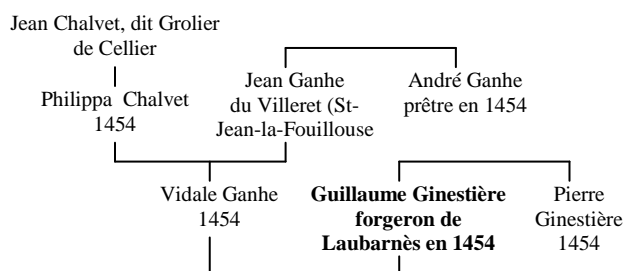 Jean Chalvet, dit Grolier
de Cellier
Philippa Chalvet
1454
Jean Ganhe
du Villeret (St-
Jean-la-Fouillouse
André Ganhe
prêtre en 1454
Vidale Ganhe
1454
Guillaume Ginestière
forgeron de
Laubarnès en 1454
Pierre
Ginestière
1454